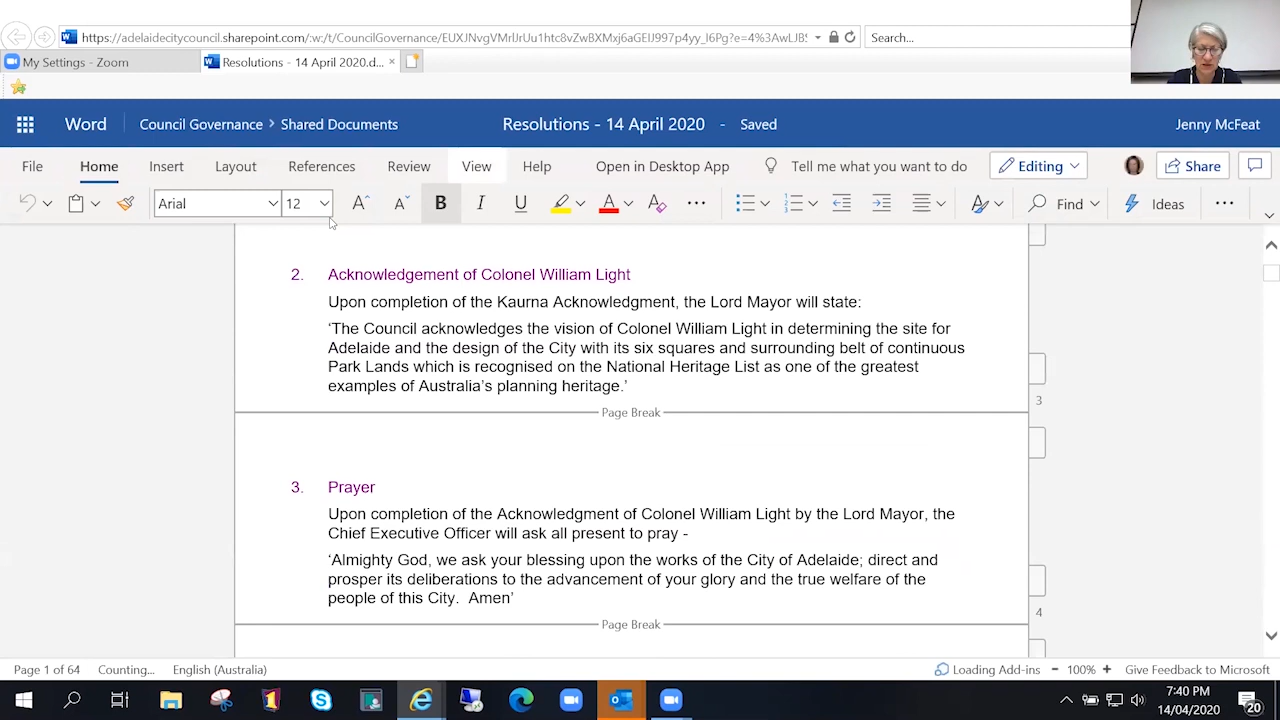 https://adelaidecitycouncil.sharepoint.com/:w:/t/CouncilGovernance/
Search...
My Settings - Zoom
Resolutions - 14 April 2020.d...
Word
Council Governance > Shared Documents
Resolutions - 14 April 2020 - Saved
Jenny McFeat
File Home Insert Layout References Review View Help Open in Desktop App Tell me what you want to do Editing Share
Arial 12 B I U A Find Ideas
2. Acknowledgement of Colonel William Light
Upon completion of the Kaurna Acknowledgment, the Lord Mayor will state:
‘The Council acknowledges the vision of Colonel William Light in determining the site for
Adelaide and the design of the City with its six squares and surrounding belt of continuous
Park Lands which is recognised on the National Heritage List as one of the greatest
examples of Australia’s planning heritage.’
Page Break
3
3. Prayer
Upon completion of the Acknowledgment of Colonel William Light by the Lord Mayor, the
Chief Executive Officer will ask all present to pray -
‘Almighty God, we ask your blessing upon the works of the City of Adelaide; direct and
prosper its deliberations to the advancement of your glory and the true welfare of the
people of this City.  Amen’
4
Page Break
Page 1 of 64 Counting... English (Australia) Loading Add-ins - 100% + Give Feedback to Microsoft
7:40 PM
14/04/2020
20